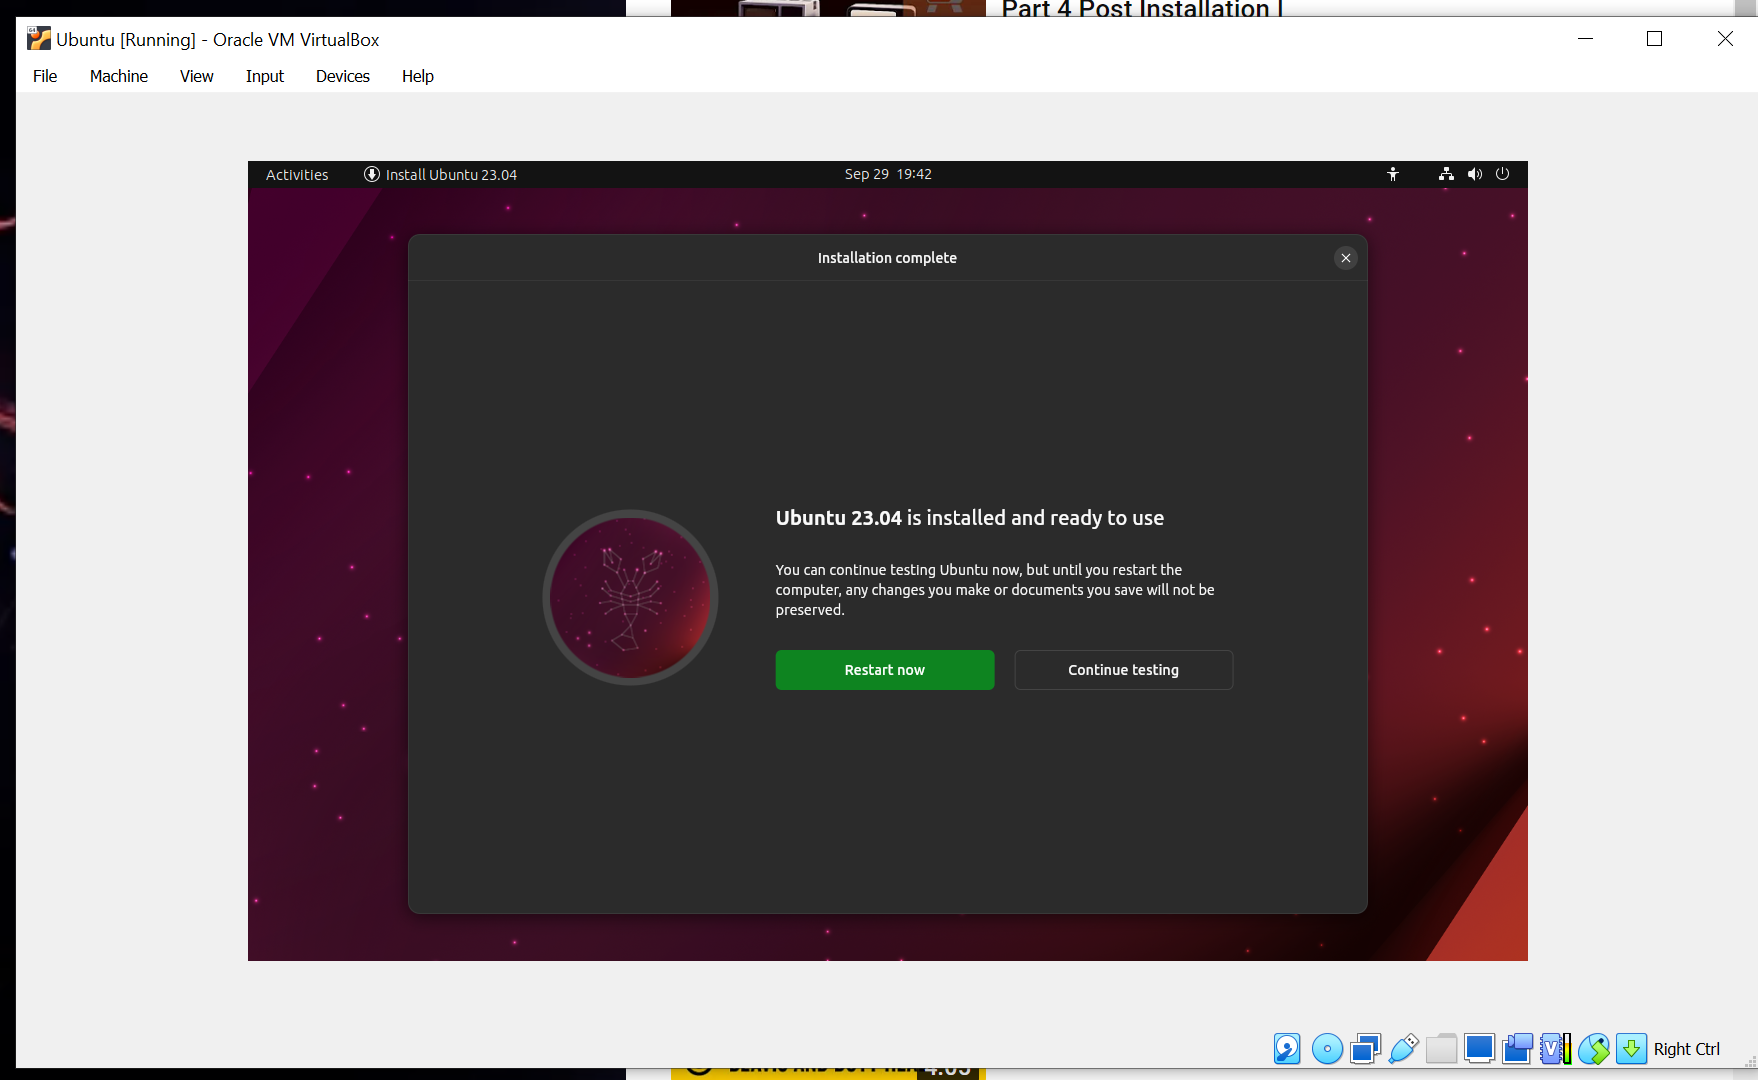 Part 4 Post Installation |
Ubuntu [Running] - Oracle VM VirtualBox
File Machine View Input Devices Help
Activities Install Ubuntu 23.04 Sep 29 19:42
Installation complete
Ubuntu 23.04 is installed and ready to use
You can continue testing Ubuntu now, but until you restart the
computer, any changes you make or documents you save will not be
preserved.
Restart now Continue testing
V
Right Ctrl
4:05